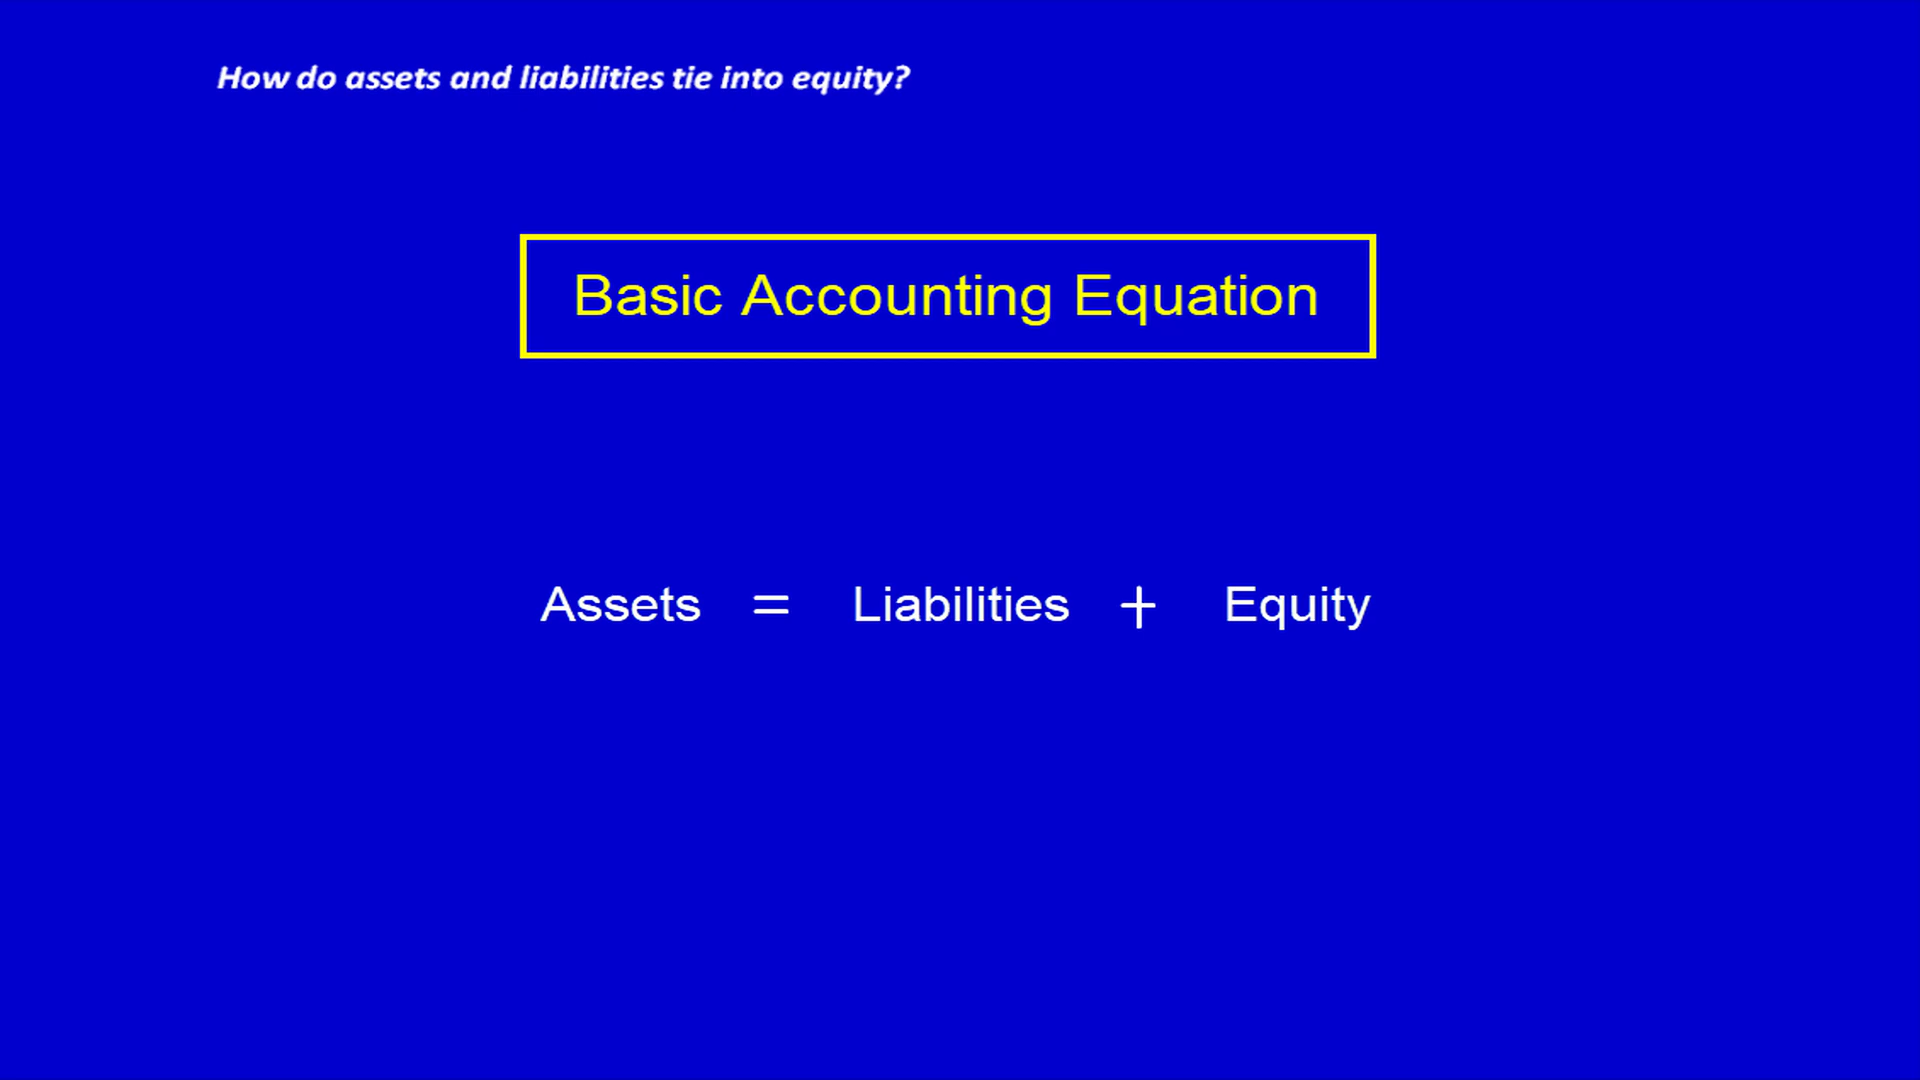 How do assets and liabilities tie into equity?
Basic Accounting Equation
Assets = Liabilities + Equity